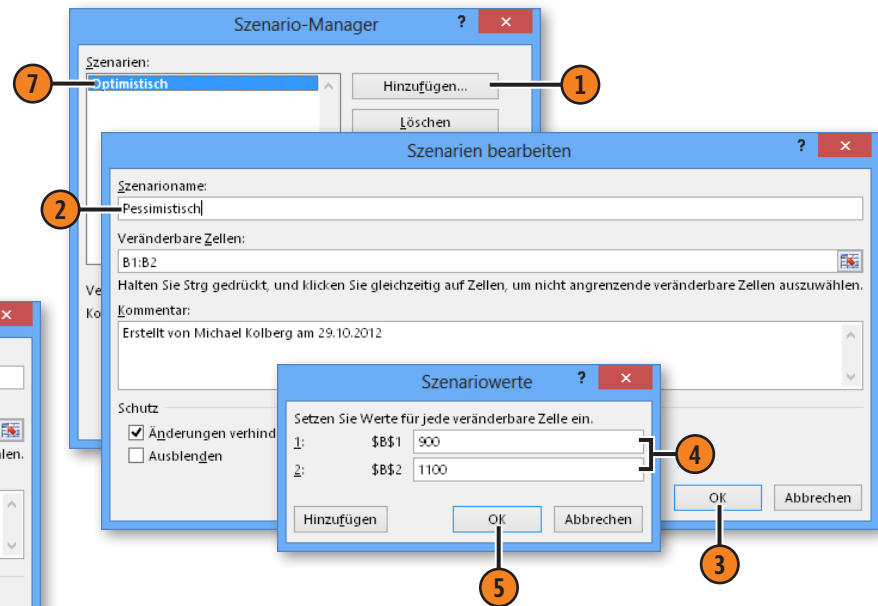 Szenario-Manager
?
Szenarien:
7
Optimistisch
Hinzufügen...
1
Löschen
Szenarien bearbeiten
?
Szenarioname:
2
Pessimistisch
Veränderbare Zellen:
B1:B2
Ve
Halten Sie Strg gedrückt, und klicken Sie gleichzeitig auf Zellen, um nicht angrenzende veränderbare Zellen auszuwählen.
Ko
Kommentar:
Erstellt von Michael Kolberg am 29.10.2012
Szenariowerte
?
Schutz
Setzen Sie Werte für jede veränderbare Zelle ein.
Änderungen verhind
1: $B$1 900
Ausblenden
2: $B$2 1100
4
len.
Hinzufügen
OK
Abbrechen
OK
Abbrechen
3
5